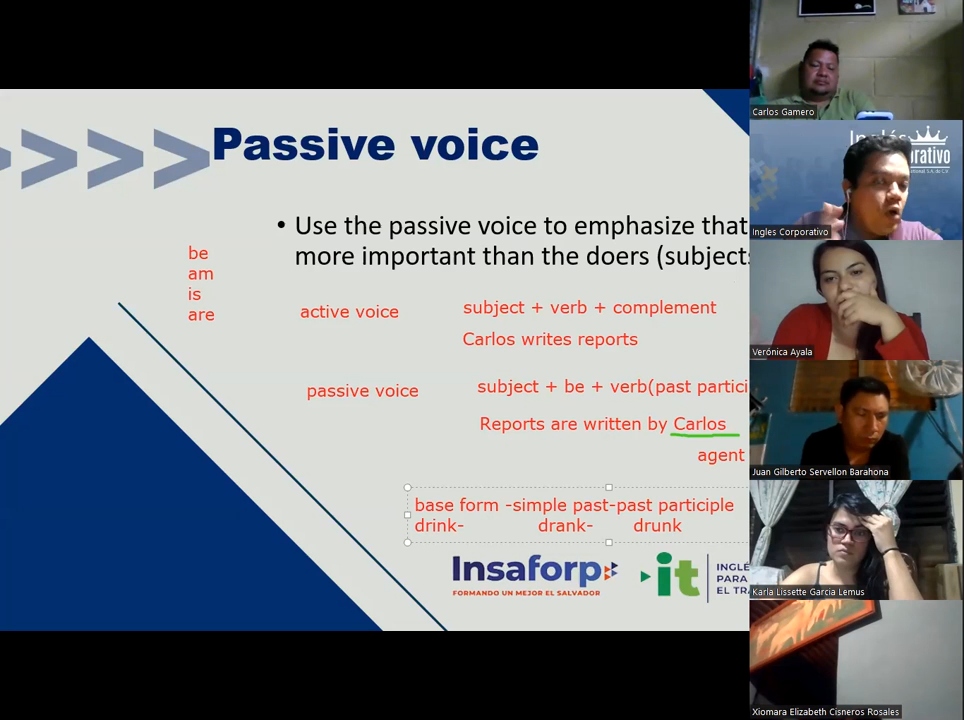 Passive voice
• Use the passive voice to emphasize that
more important than the doers (subjects
be
am
is
are
active voice
subject + verb + complement
Carlos writes reports
passive voice
subject + be + verb(past partici
Reports are written by Carlos
agent
base form -simple past-past participle
drink- drank- drunk
Insaforp
FORMANDO UN MEJOR EL SALVADOR
it
INGLÉ
PARA
EL TRA
Carlos Gamero
Inglés
orativo
Ingles Corporativo
Verónica Ayala
Juan Gilberto Servellon Barahona
Karla Lissette Garcia Lemus
Xiomara Elizabeth Cisneros Rosales